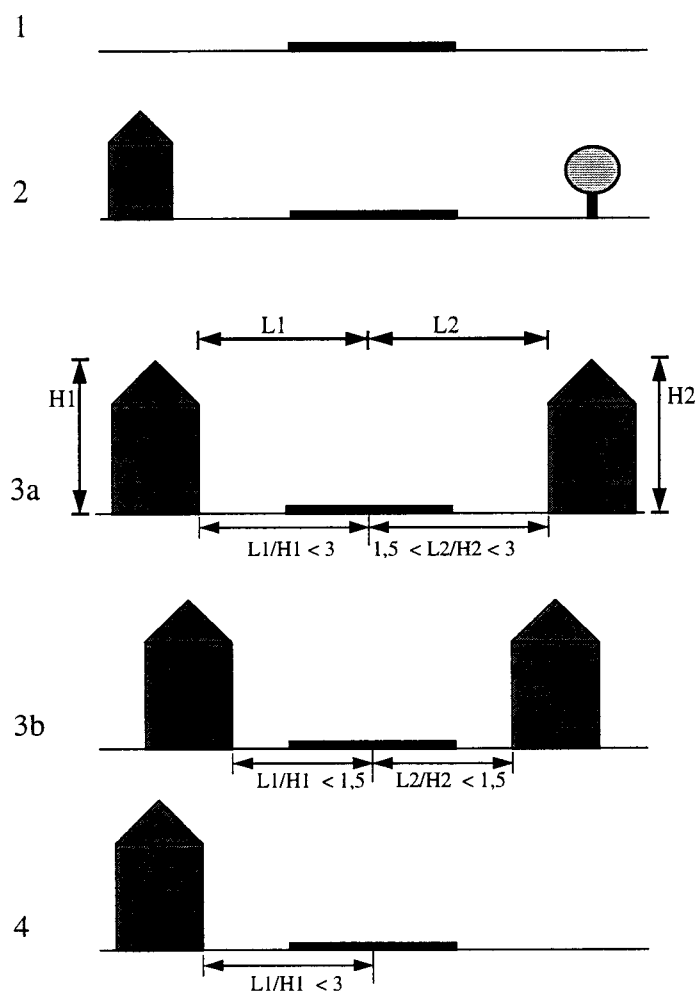 1
2
L1 L2
H1 H2
3a
L1/H1 < 3 1,5 < L2/H2 < 3
3b
L1/H1 < 1,5 L2/H2 < 1,5
4
L1/H1 < 3